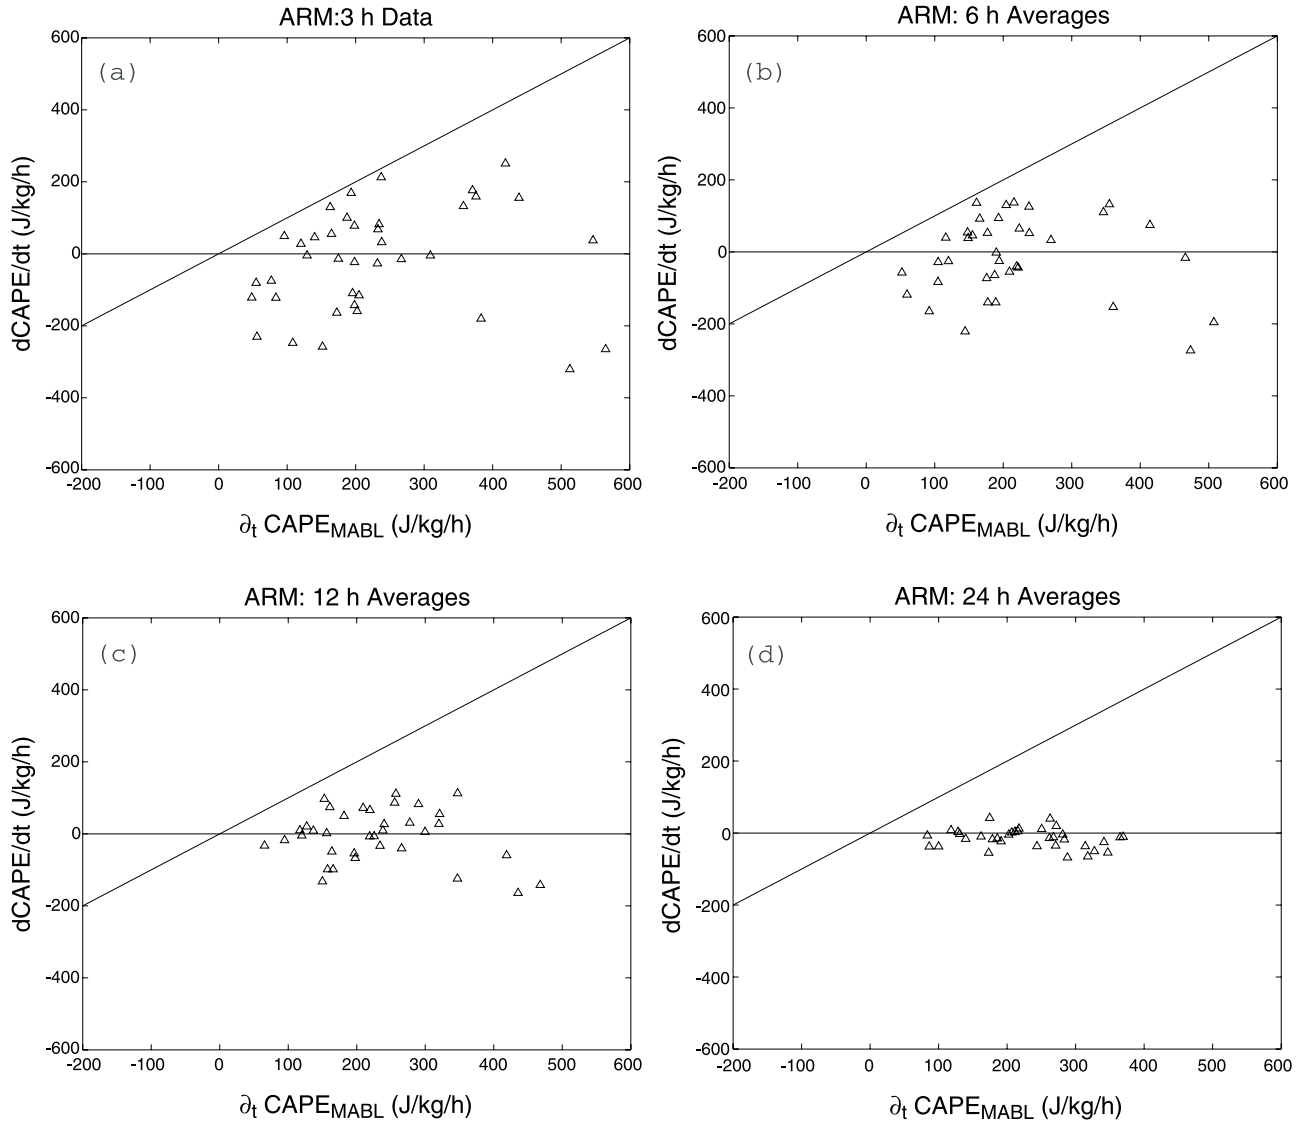 ARM:3 h Data
(a)
600
400
200
0
-200
-400
-600
-200 -100 0 100 200 300 400 500 600
dCAPE/dt (J/kg/h)
∂t CAPEMABL (J/kg/h)
ARM: 6 h Averages
(b)
600
400
200
0
-200
-400
-600
-200 -100 0 100 200 300 400 500 600
dCAPE/dt (J/kg/h)
∂t CAPEMABL (J/kg/h)
ARM: 12 h Averages
(c)
600
400
200
0
-200
-400
-600
-200 -100 0 100 200 300 400 500 600
dCAPE/dt (J/kg/h)
∂t CAPEMABL (J/kg/h)
ARM: 24 h Averages
(d)
600
400
200
0
-200
-400
-600
-200 -100 0 100 200 300 400 500 600
dCAPE/dt (J/kg/h)
∂t CAPEMABL (J/kg/h)